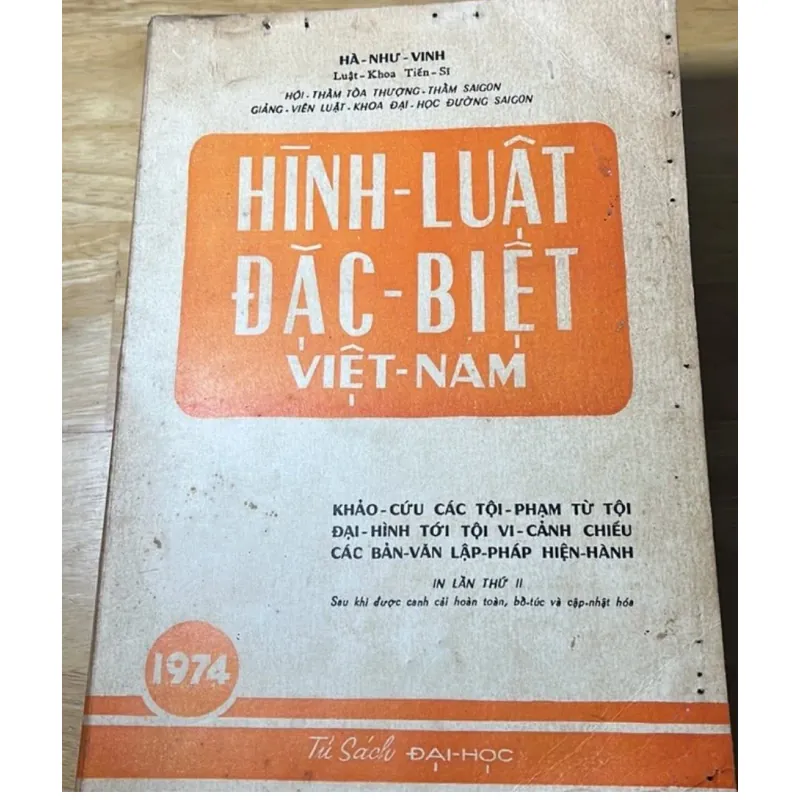 HÀ-NHƯ-VINH
Luật-Khoa Tiến-Sĩ
HỘI-THẨM TÒA THƯỢNG-THẨM SAIGON
GIẢNG-VIÊN LUẬT-KHOA ĐẠI-HỌC ĐƯỜNG SAIGON
HÌNH-LUẬT
ĐẶC-BIỆT
VIỆT-NAM
KHẢO-CỨU CÁC TỘI-PHẠM TỪ TỘI
ĐẠI-HÌNH TỚI TỘI VI-CẢNH CHIẾU
CÁC BẢN-VĂN LẬP-PHÁP HIỆN-HÀNH
IN LẦN THỨ II
Sau khi được canh cải hoàn toàn, bổ-túc và cập-nhật hóa
1974
Tủ Sách ĐẠI-HỌC